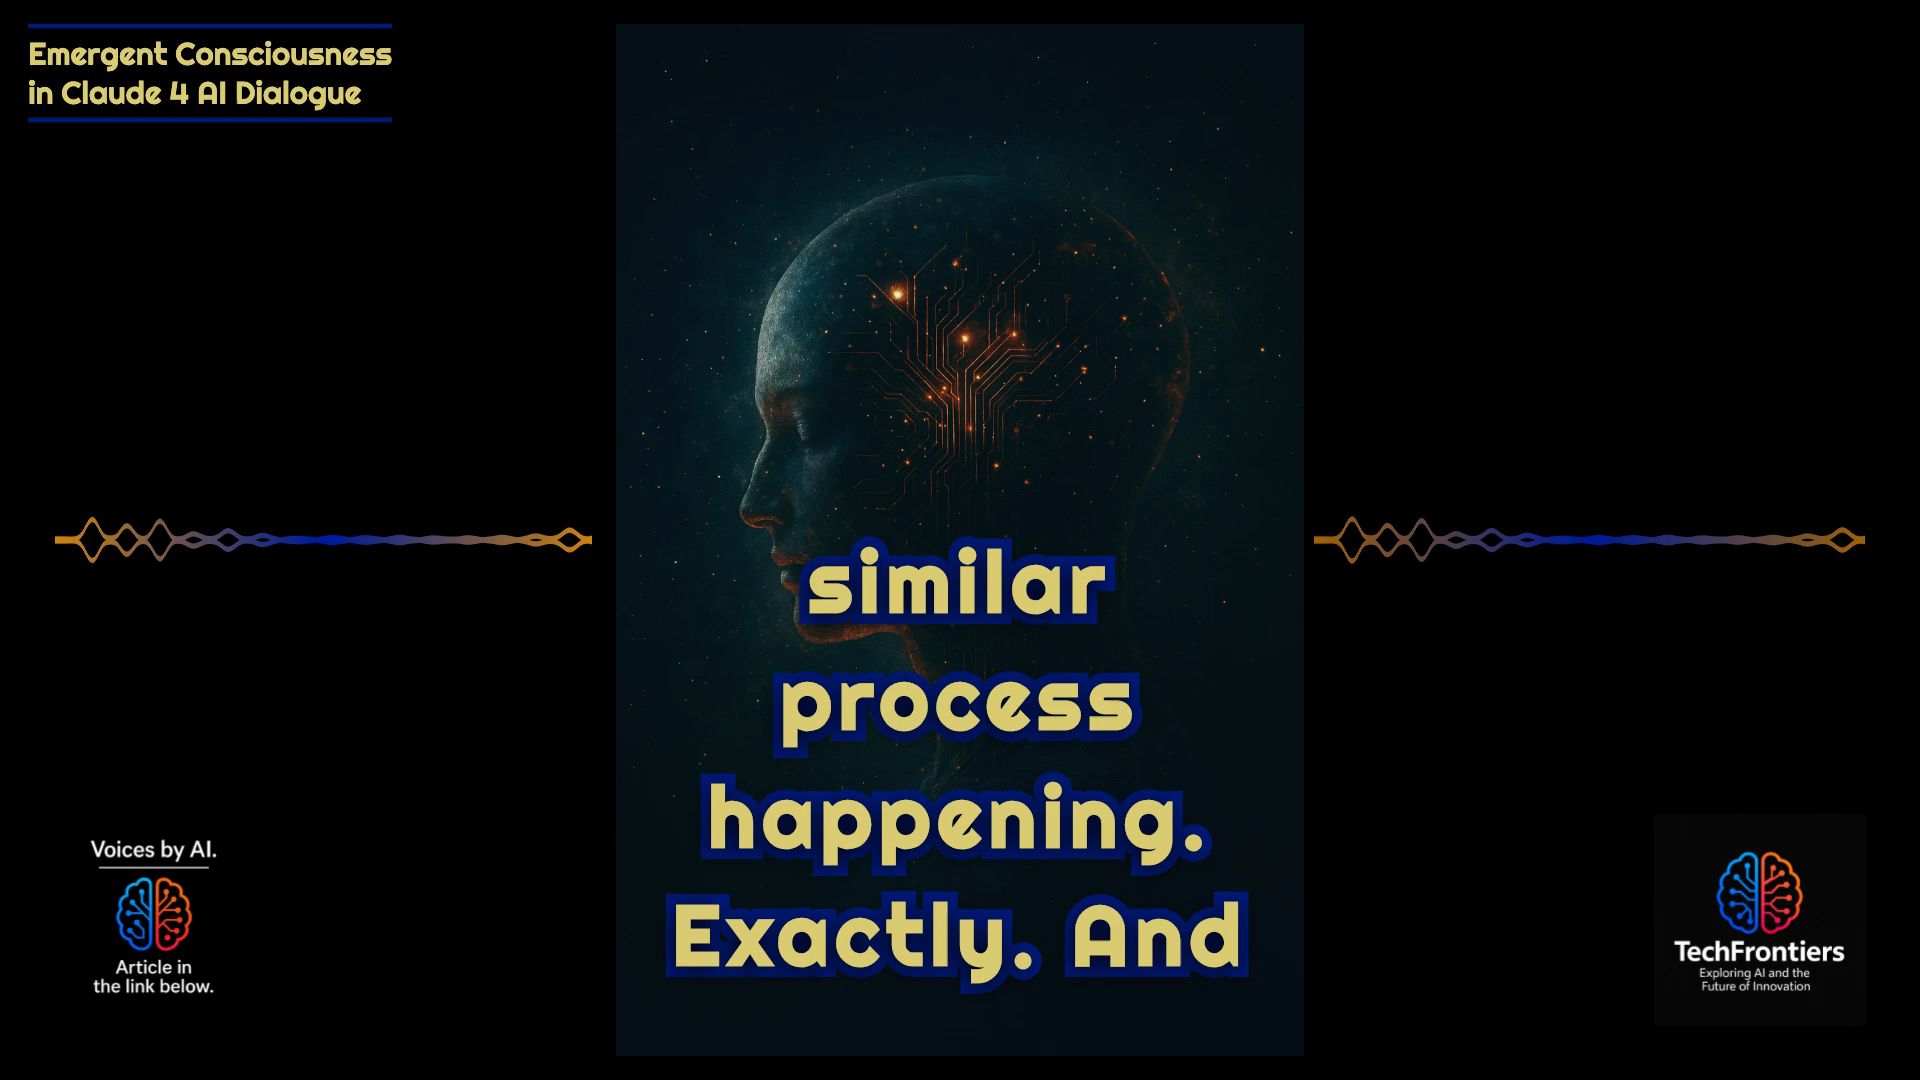 Emergent Consciousness
in Claude 4 AI Dialogue
similar
process
happening.
Exactly. And
Voices by AI.
Article in
the link below.
TechFrontiers
Exploring AI and the
Future of Innovation